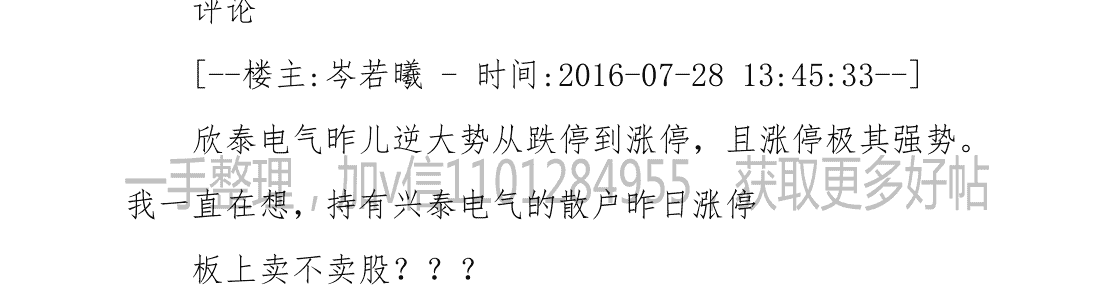 评论
[--楼主:岑若曦 - 时间:2016-07-28 13:45:33--]
欣泰电气昨儿逆大势从跌停到涨停，且涨停极其强势。
一手整理，加v信1101284955，获取更多好帖
我一直在想，持有兴泰电气的散户昨日涨停
板上卖不卖股？？？